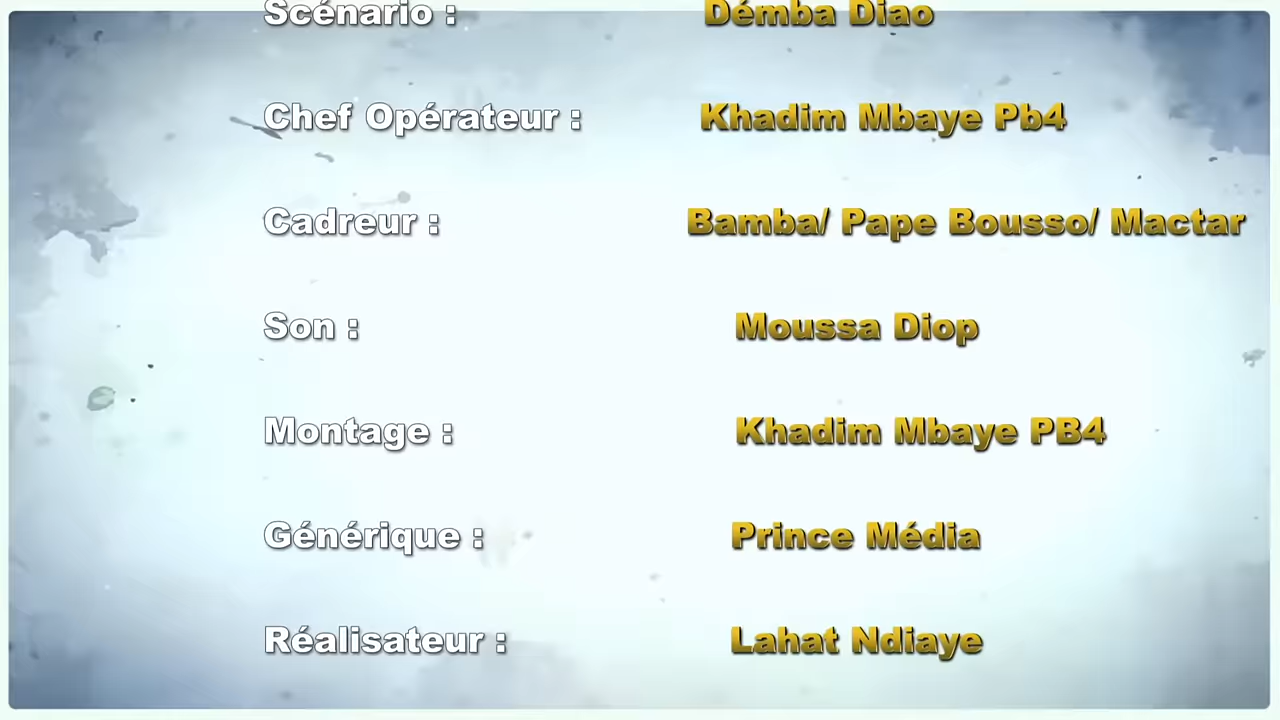 Scénario : Démba Diao
Chef Opérateur : Khadim Mbaye Pb4
Cadreur : Bamba/ Pape Bousso/ Mactar
Son : Moussa Diop
Montage : Khadim Mbaye PB4
Générique : Prince Média
Réalisateur : Lahat Ndiaye